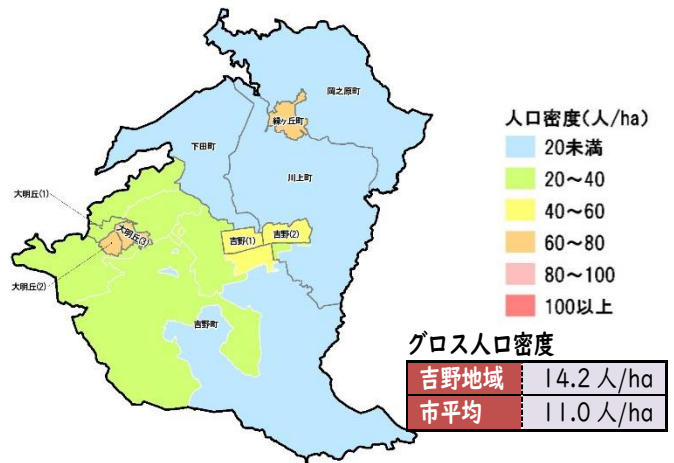 岡之原町
緑ヶ丘町
下田町
川上町
大明丘(1)
大明丘(3)
吉野(1)
吉野(2)
大明丘(2)
吉野町
人口密度(人/ha)
20未満
20～40
40～60
60～80
80～100
100以上
グロス人口密度
吉野地域 14.2人/ha
市平均 11.0人/ha